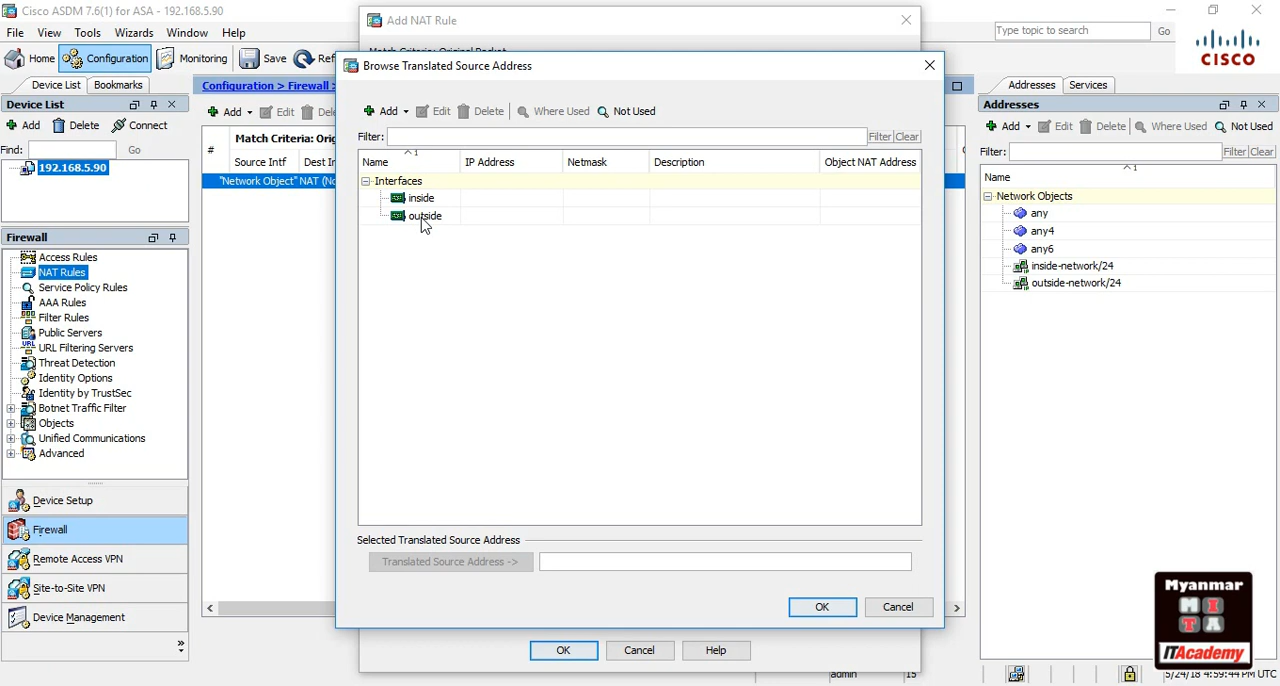 Cisco ASDM 7.6(1) for ASA - 192.168.5.90
File View Tools Wizards Window Help
Type topic to search Go
CISCO
Home Configuration Monitoring Save
Device List Bookmarks
Device List
Add Delete Connect
Find: Go
192.168.5.90
Firewall
Access Rules
NAT Rules
Service Policy Rules
AAA Rules
Filter Rules
Public Servers
URL Filtering Servers
Threat Detection
Identity Options
Identity by TrustSec
Botnet Traffic Filter
Objects
Unified Communications
Advanced
Device Setup
Firewall
Remote Access VPN
Site-to-Site VPN
Device Management
Configuration > Firewall >
Add Edit
#
Match Criteria:
Source Intf
"Network Object" NAT
Add NAT Rule
Match Criteria: Original Packet
Browse Translated Source Address
Add Edit Delete Where Used Not Used
Filter: Filter Clear
Name 1 IP Address Netmask Description Object NAT Address
Interfaces
inside
outside
Selected Translated Source Address
Translated Source Address ->
OK Cancel
OK Cancel Help
Addresses Services
Addresses
Add Edit Delete Where Used Not Used
Filter: Filter Clear
Name 1
Network Objects
any
any4
any6
inside-network/24
outside-network/24
Myanmar
MITA
ITAcademy
admin 15 5/24/18 4:59:44 PM UTC